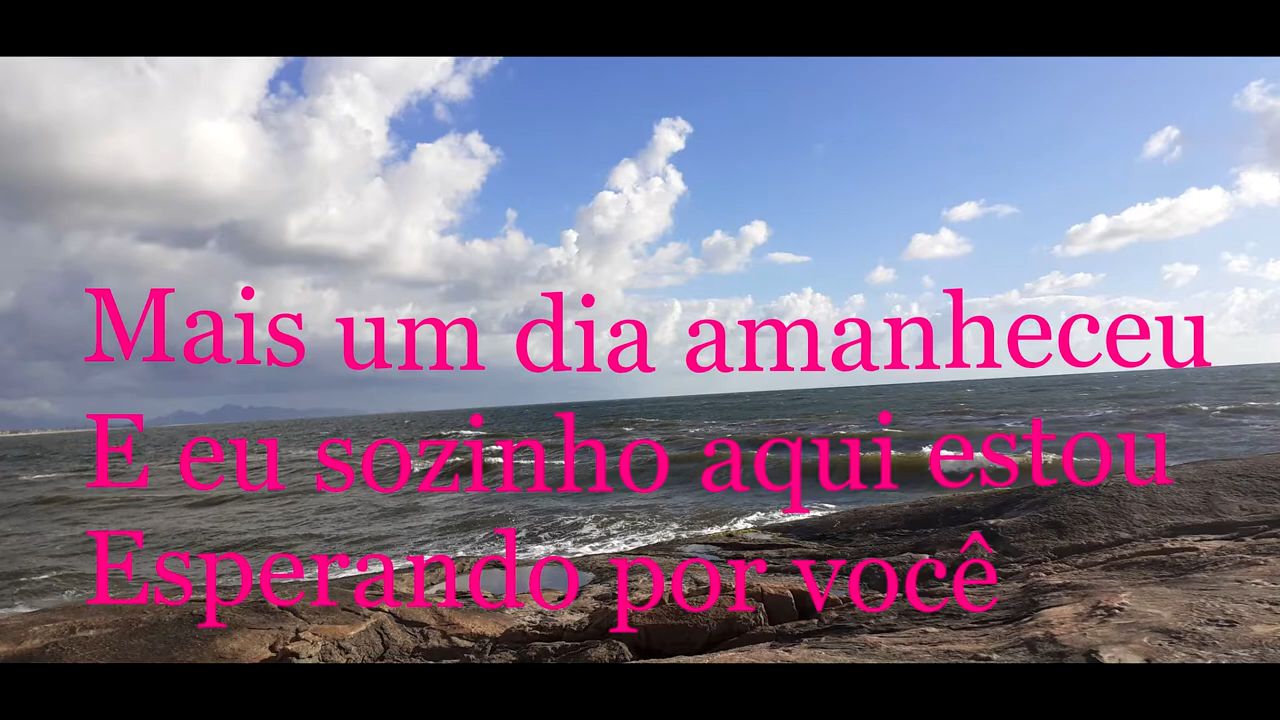 Mais um dia amanheceu
E eu sozinho aqui estou
Esperando por você